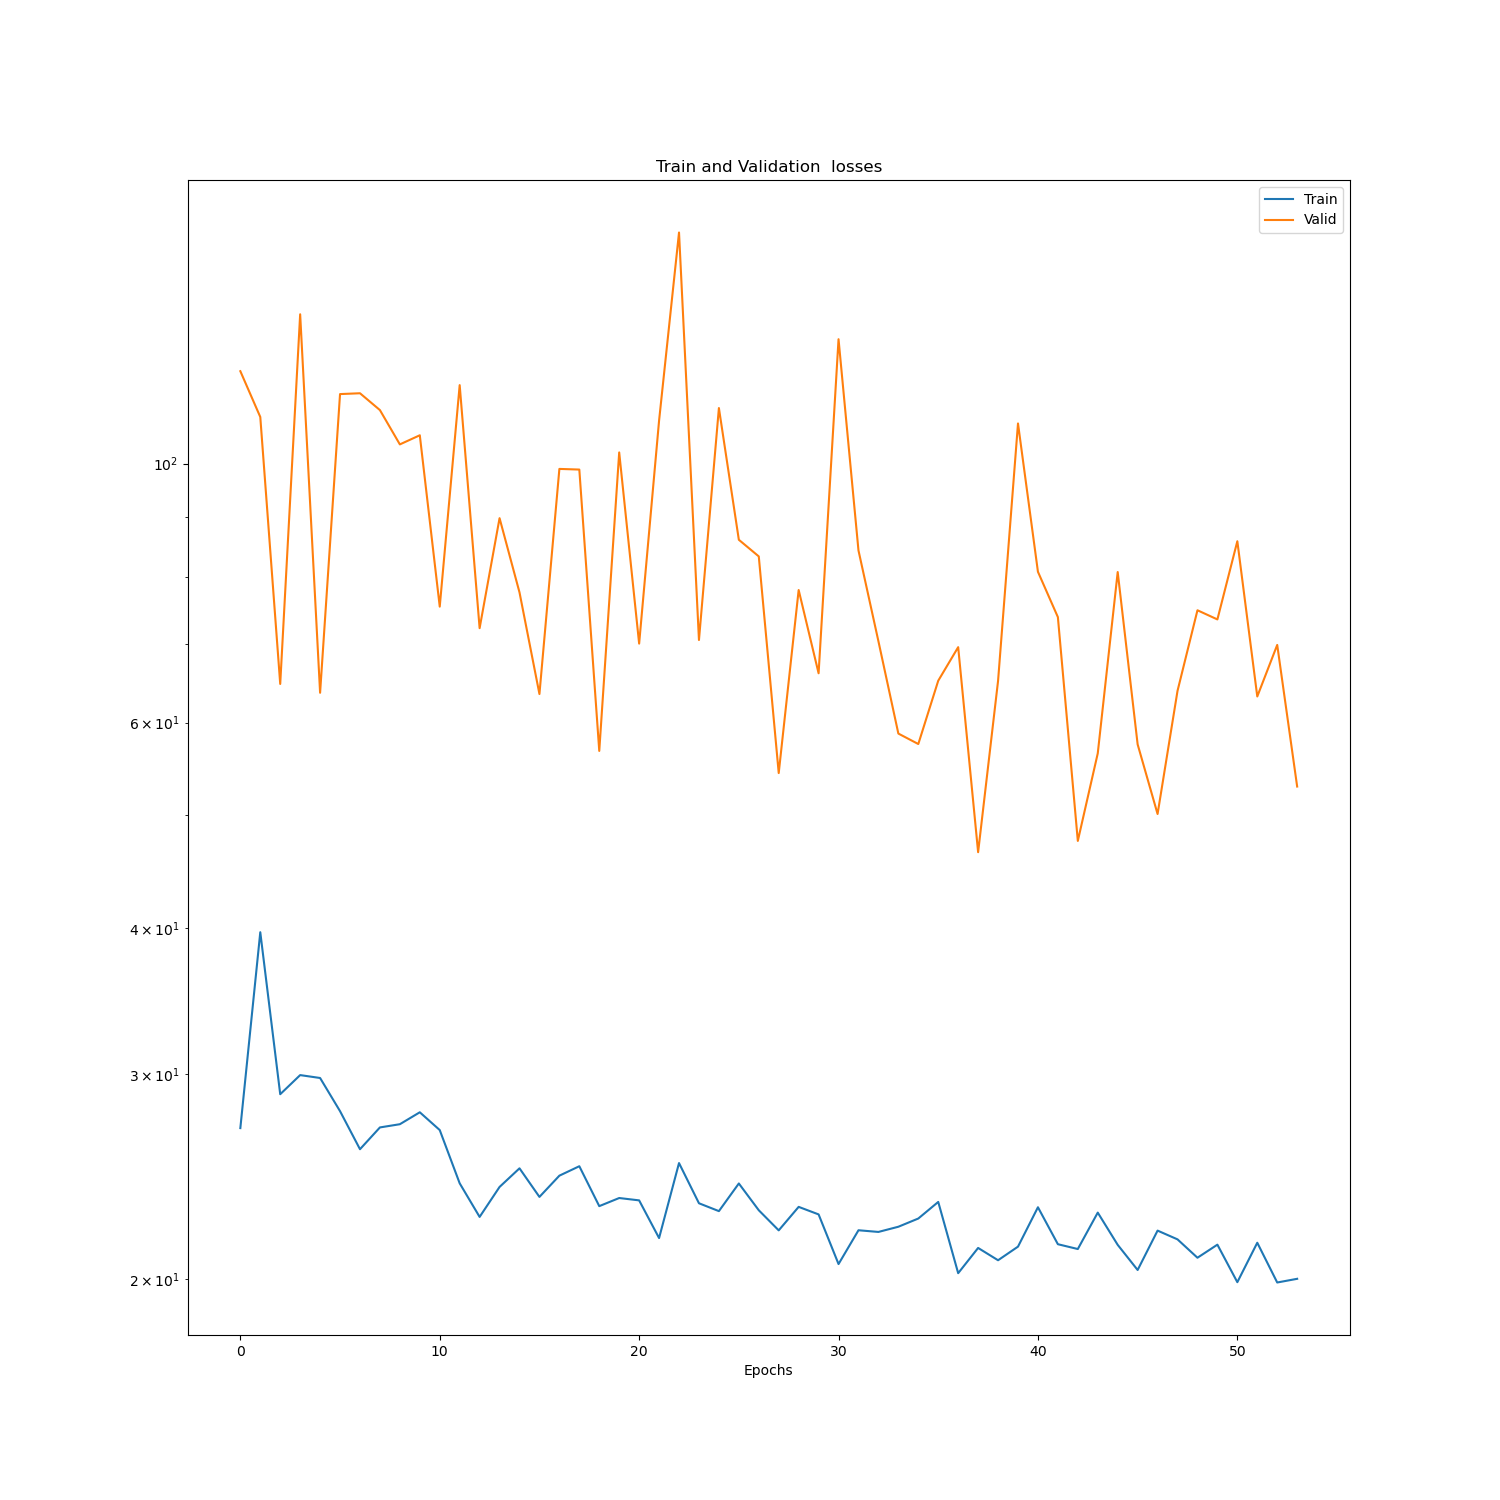 Train and Validation  losses
Train
Valid
10²
6 × 10¹
4 × 10¹
3 × 10¹
2 × 10¹
0 10 20 30 40 50
Epochs